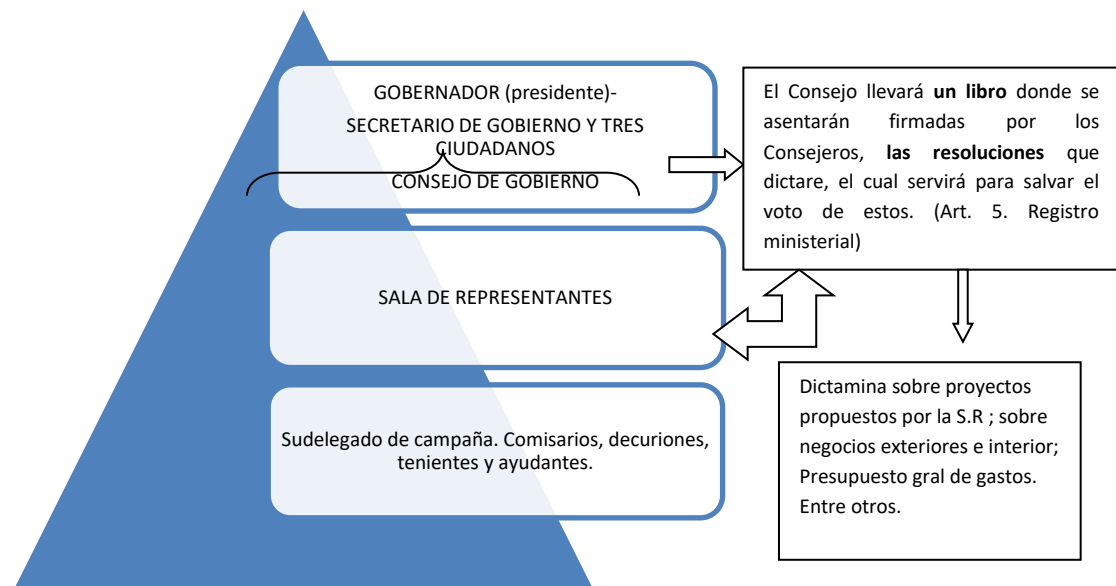 GOBERNADOR (presidente)-
SECRETARIO DE GOBIERNO Y TRES
CIUDADANOS
CONSEJO DE GOBIERNO
El Consejo llevará un libro donde se
asentarán firmadas por los
Consejeros, las resoluciones que
dictare, el cual servirá para salvar el
voto de estos. (Art. 5. Registro
ministerial)
SALA DE REPRESENTANTES
Sudelegado de campaña. Comisarios, decuriones,
tenientes y ayudantes.
Dictamina sobre proyectos
propuestos por la S.R ; sobre
negocios exteriores e interior;
Presupuesto gral de gastos.
Entre otros.